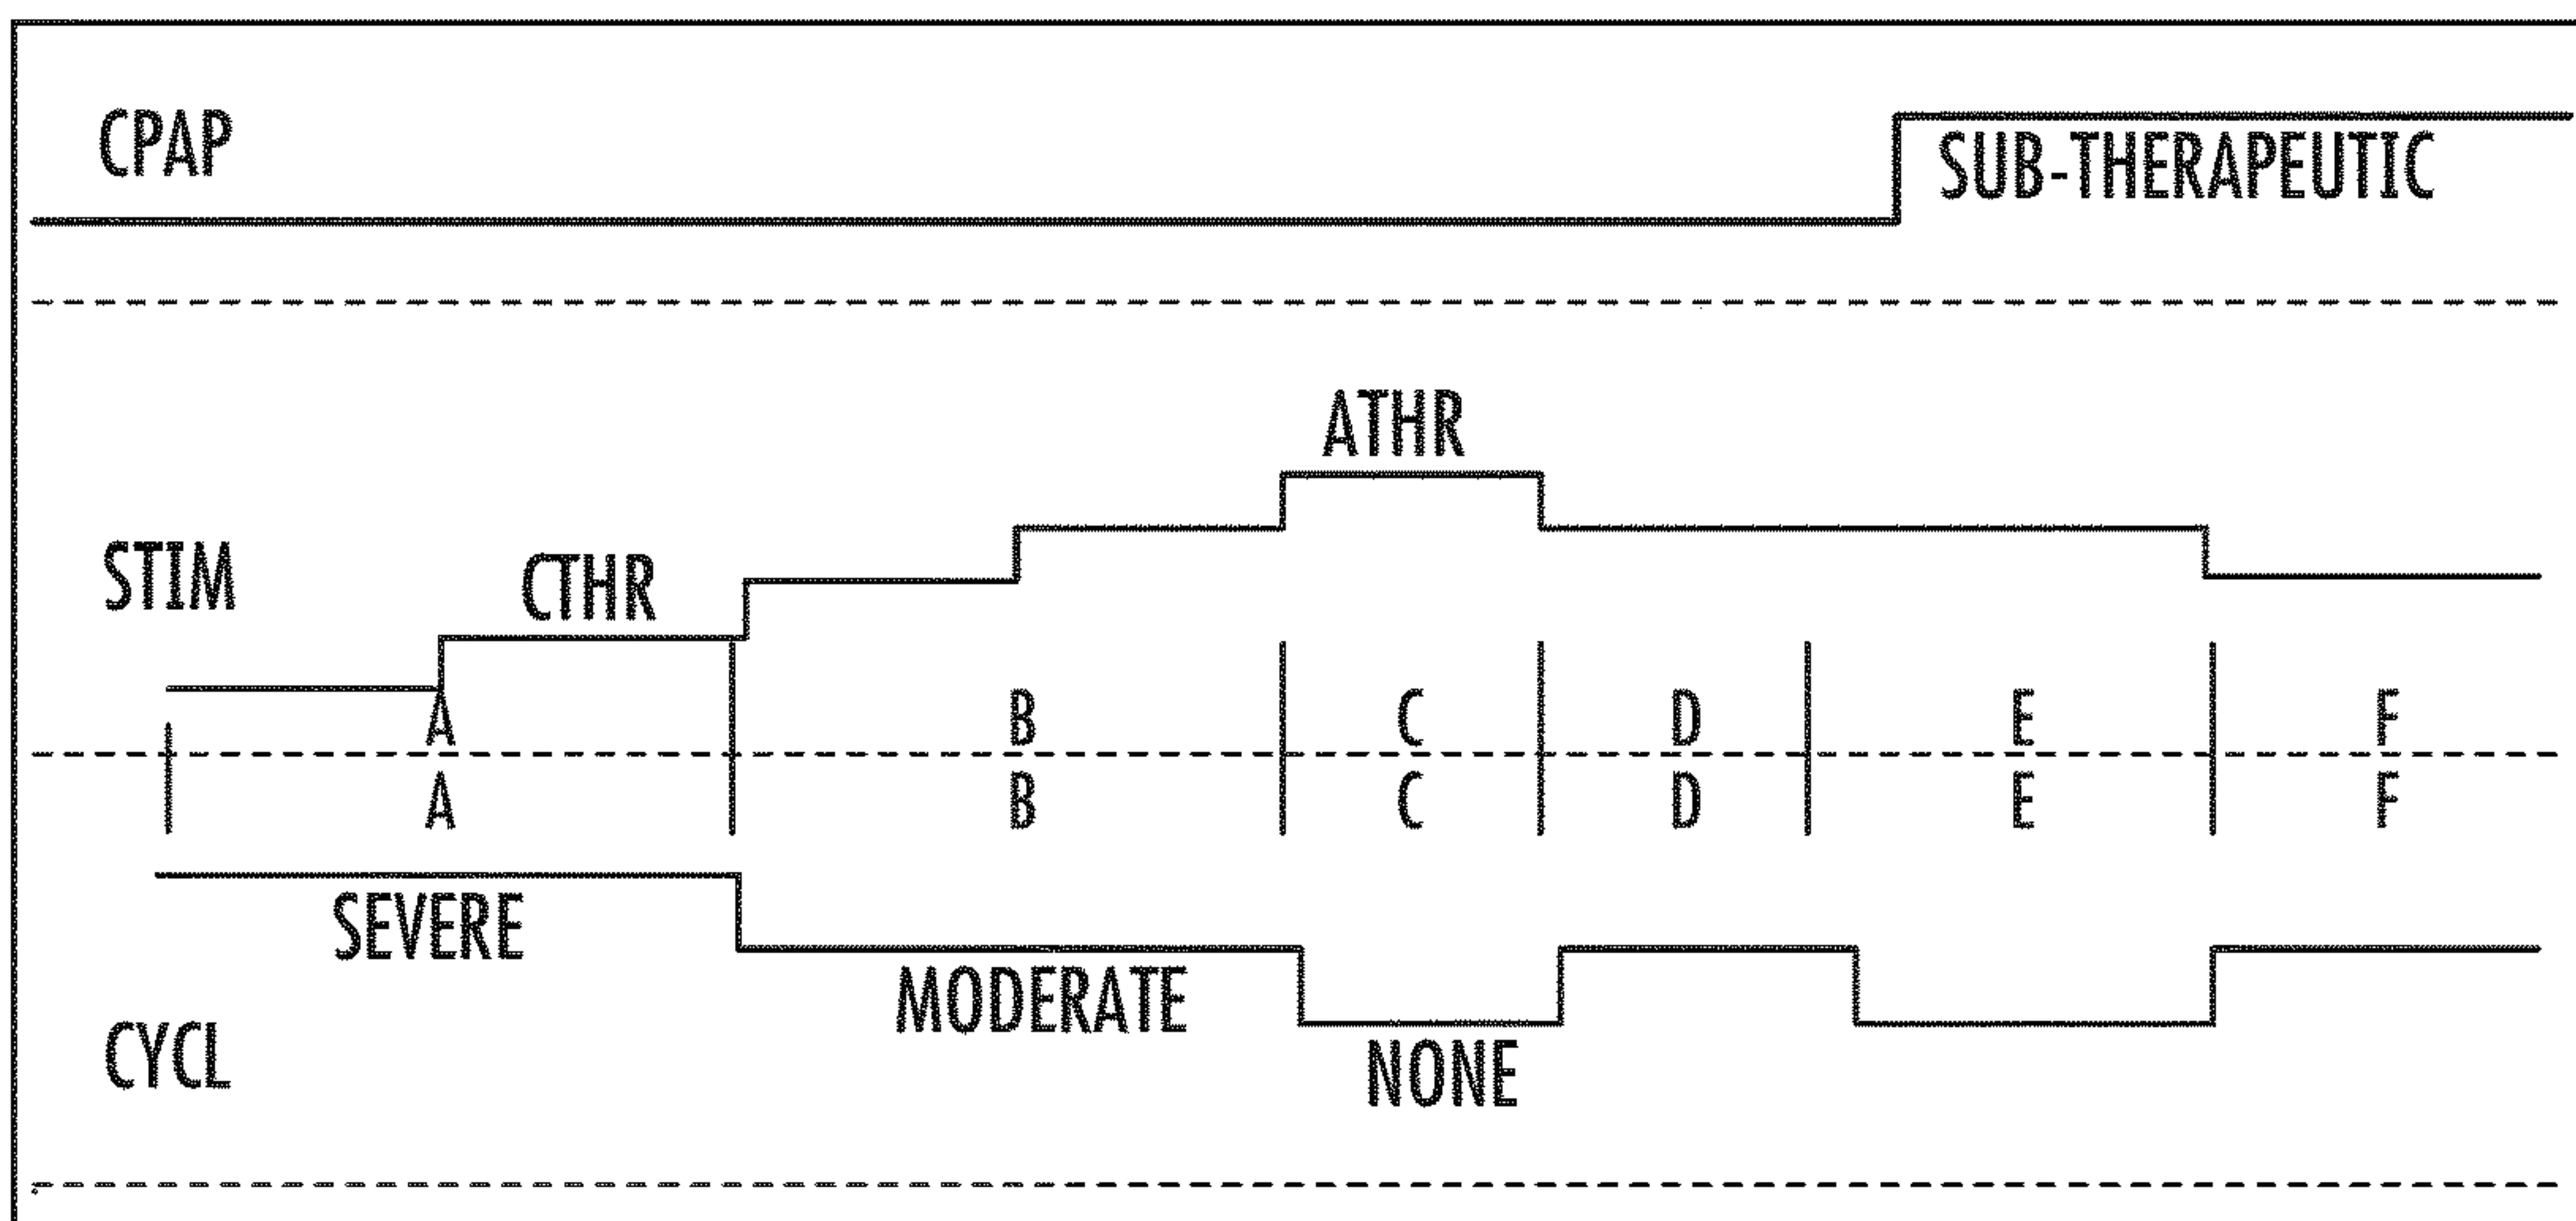 CPAP
SUB-THERAPEUTIC
ATHR
STIM
CTHR
A B C D E F
A B C D E F
SEVERE
MODERATE
NONE
CYCL